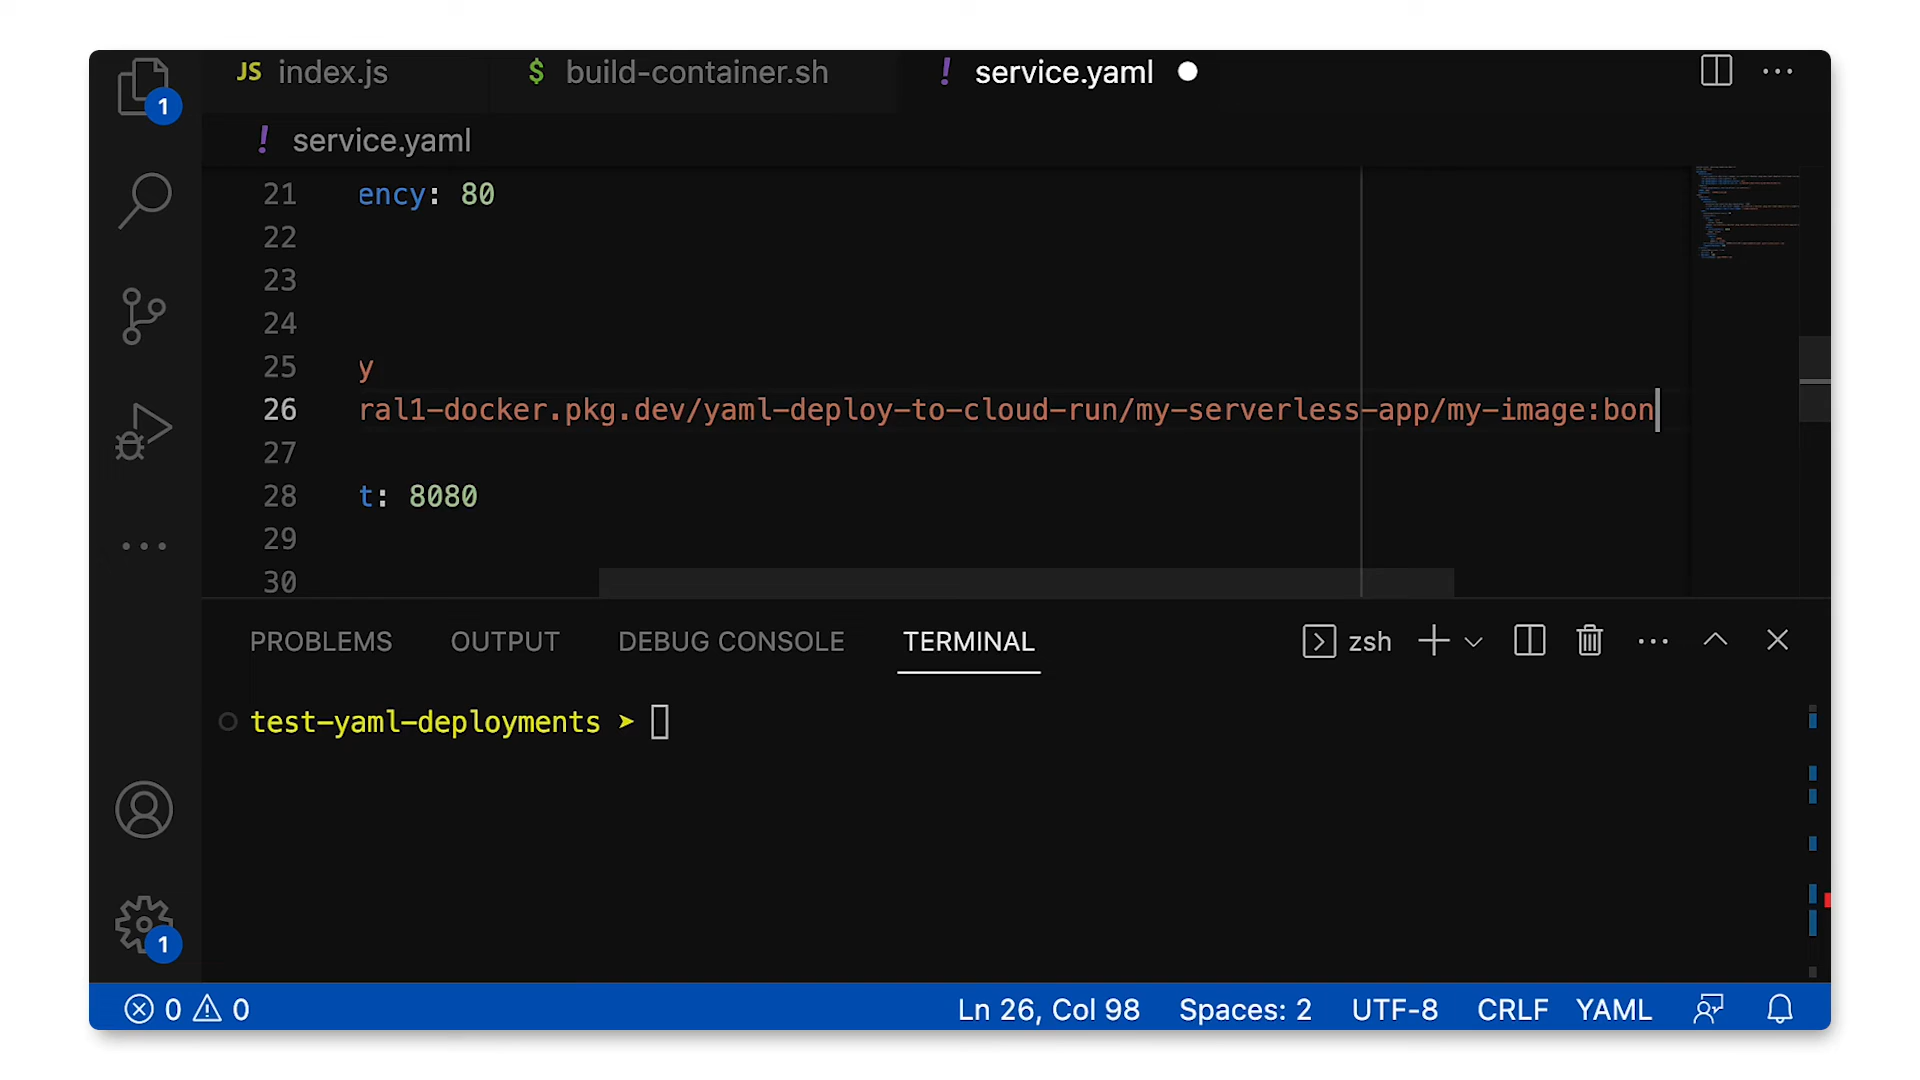 JS index.js $ build-container.sh ! service.yaml
1
! service.yaml
21 ency: 80
22
23
24
25 y
26 ral1-docker.pkg.dev/yaml-deploy-to-cloud-run/my-serverless-app/my-image:bon
27
28 t: 8080
29
30
PROBLEMS OUTPUT DEBUG CONSOLE TERMINAL zsh
test-yaml-deployments ➤
1
0 0 Ln 26, Col 98 Spaces: 2 UTF-8 CRLF YAML